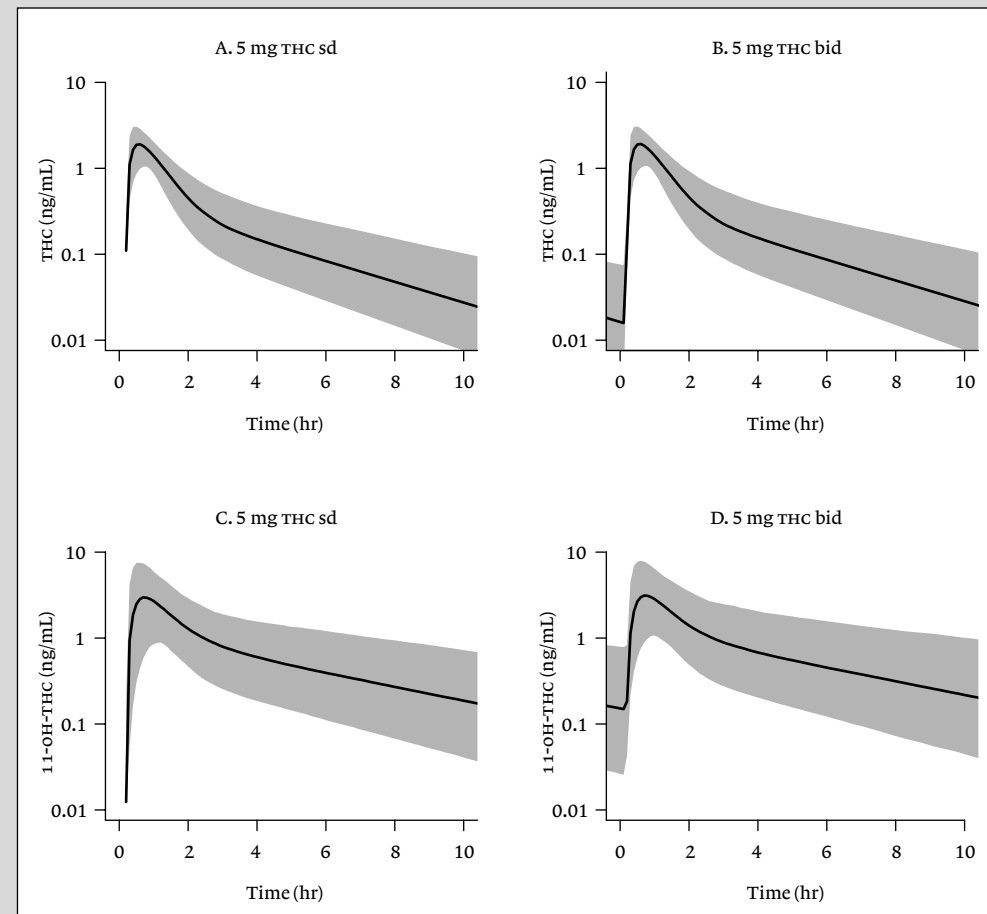 A. 5 mg THC sd
B. 5 mg THC bid
10
1
0.1
0.01
THC (ng/mL)
0 2 4 6 8 10
Time (hr)
10
1
0.1
0.01
THC (ng/mL)
0 2 4 6 8 10
Time (hr)
C. 5 mg THC sd
D. 5 mg THC bid
10
1
0.1
0.01
11-OH-THC (ng/mL)
0 2 4 6 8 10
Time (hr)
10
1
0.1
0.01
11-OH-THC (ng/mL)
0 2 4 6 8 10
Time (hr)